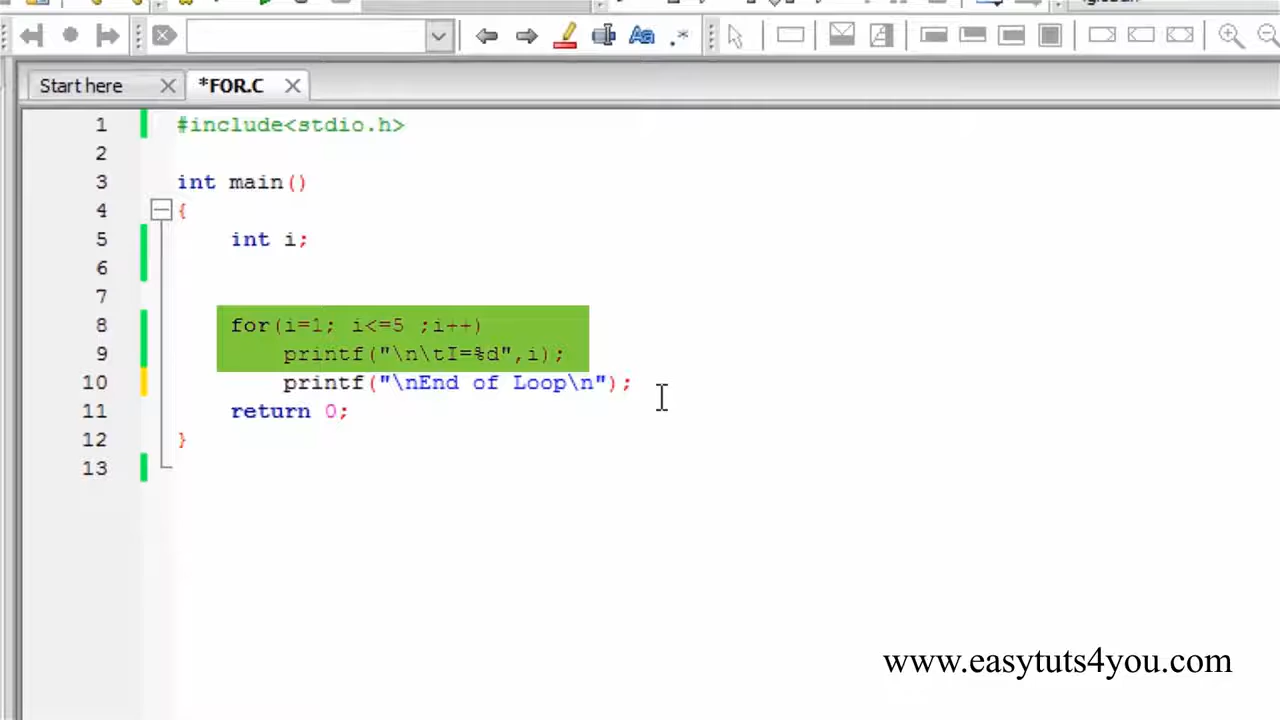 Start here
*FOR.C
1 #include<stdio.h>
2
3 int main()
4 {
5 int i;
6
7
8 for(i=1; i<=5 ;i++)
9 printf("\n\tI=%d",i);
10 printf("\nEnd of Loop\n");
11 return 0;
12 }
13
www.easytuts4you.com